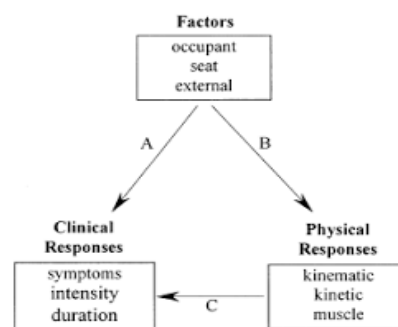 Factors
occupant
seat
external
A
B
Clinical
Responses
symptoms
intensity
duration
Physical
Responses
kinematic
kinetic
muscle
C